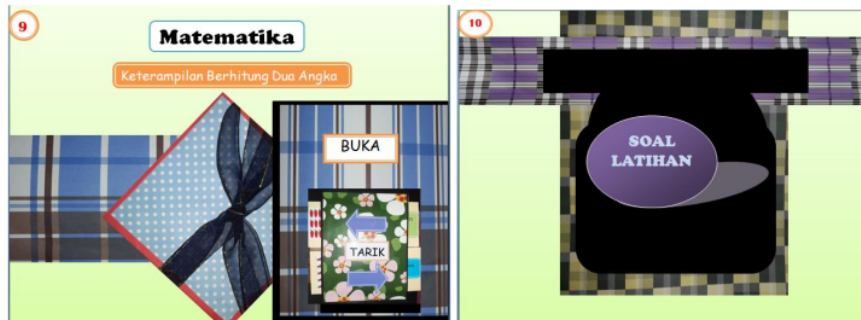 9
Matematika
Keterampilan Berhitung Dua Angka
BUKA
TARIK
10
SOAL
LATIHAN